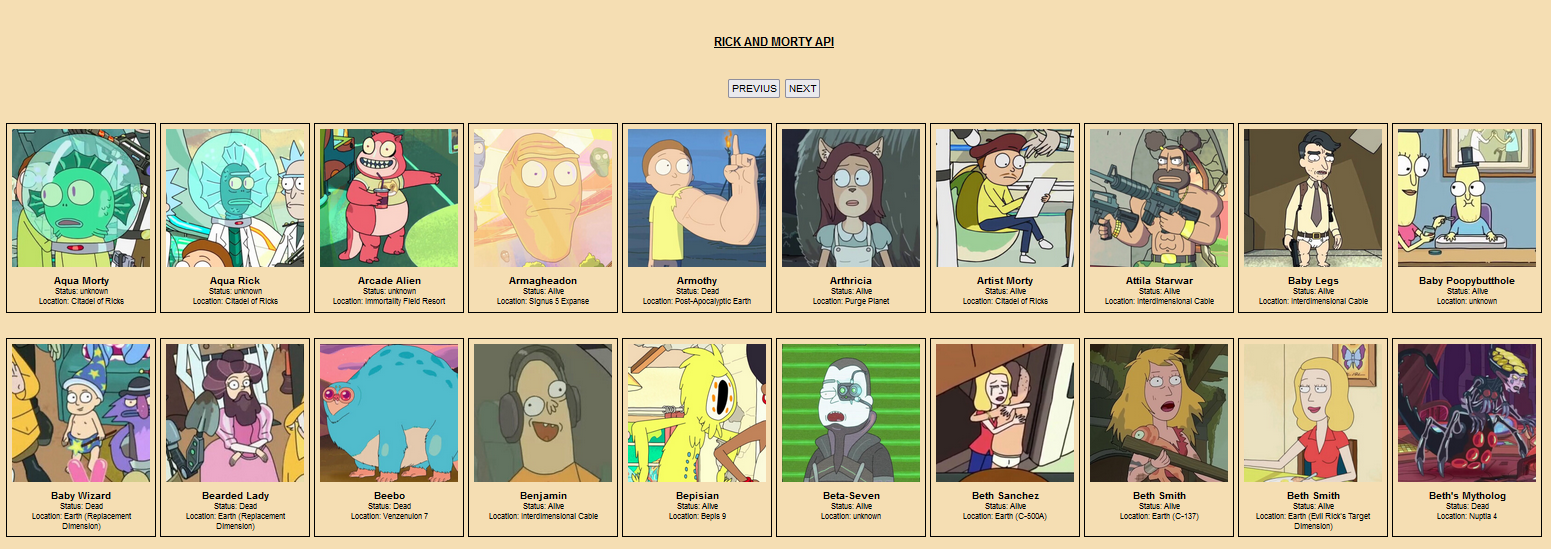 RICK AND MORTY API
PREVIUS NEXT
Aqua Morty
Status: unknown
Location: Citadel of Ricks
Aqua Rick
Status: unknown
Location: Citadel of Ricks
Arcade Alien
Status: unknown
Location: Immortality Field Resort
Armagheadon
Status: Alive
Location: Signus 5 Expanse
Armothy
Status: Dead
Location: Post-Apocalyptic Earth
Arthricia
Status: Alive
Location: Purge Planet
Artist Morty
Status: Alive
Location: Citadel of Ricks
Attila Starwar
Status: Alive
Location: Interdimensional Cable
Baby Legs
Status: Alive
Location: Interdimensional Cable
Baby Poopybutthole
Status: Alive
Location: unknown
Baby Wizard
Status: Dead
Location: Earth (Replacement
Dimension)
Bearded Lady
Status: Dead
Location: Earth (Replacement
Dimension)
Beebo
Status: Dead
Location: Venzenulon 7
Benjamin
Status: Alive
Location: Interdimensional Cable
Bepisian
Status: Alive
Location: Bepis 9
Beta-Seven
Status: Alive
Location: unknown
Beth Sanchez
Status: Alive
Location: Earth (C-500A)
Beth Smith
Status: Alive
Location: Earth (C-137)
Beth Smith
Status: Alive
Location: Earth (Evil Rick's Target
Dimension)
Beth's Mytholog
Status: Dead
Location: Nuptia 4